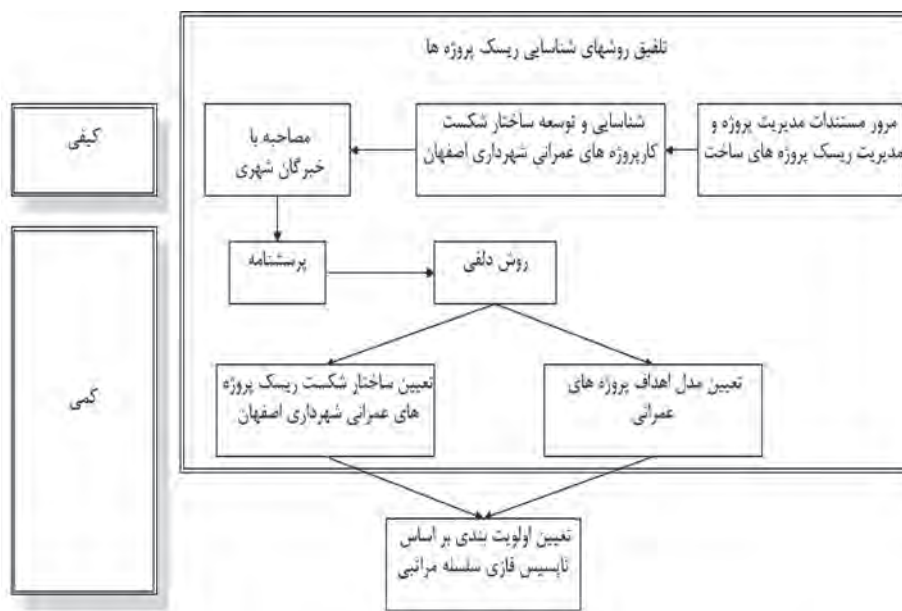 تلفیق روشهای شناسایی ریسک پروژه ها
مرور مستندات مدیریت پروژه و
مدیریت ریسک پروژه های ساخت
شناسایی و توسعه ساختار شکست
کارپروژه های عمرانی شهرداری اصفهان
مصاحبه با
خبرگان شهری
کیفی
پرسشنامه
روش دلفی
کمی
تعیین مدل اهداف پروژه های
عمرانی
تعیین ساختار شکست ریسک پروژه
های عمرانی شهرداری اصفهان
تعیین اولویت بندی بر اساس
تاپسیس فازی سلسله مراتبی